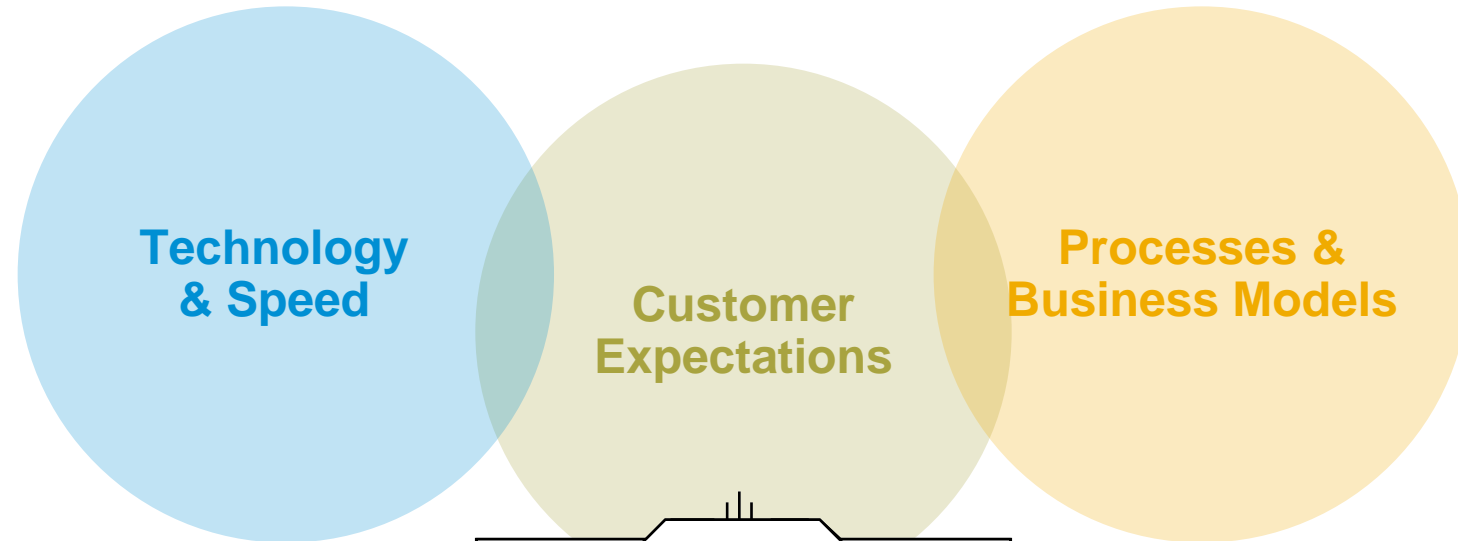 Technology
& Speed
Customer
Expectations
Processes &
Business Models